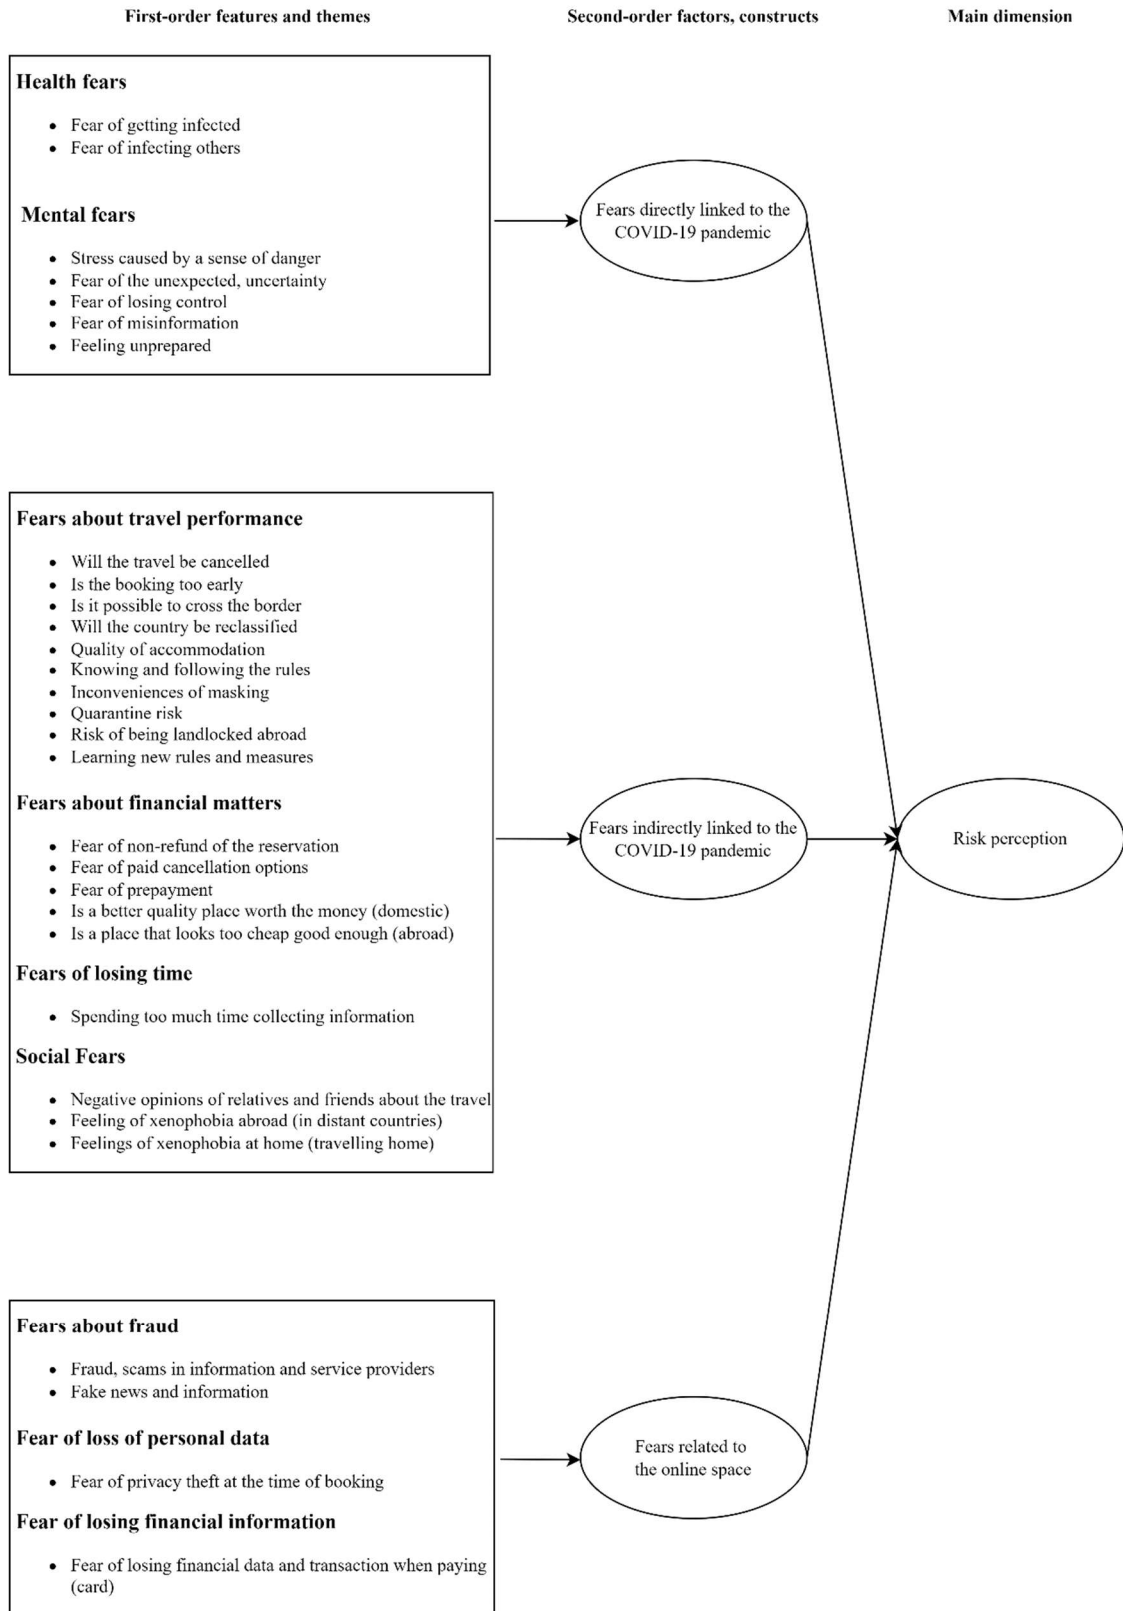 First-order features and themes
Second-order factors, constructs
Main dimension
Health fears
• Fear of getting infected
• Fear of infecting others
Mental fears
• Stress caused by a sense of danger
• Fear of the unexpected, uncertainty
• Fear of losing control
• Fear of misinformation
• Feeling unprepared
Fears directly linked to the
COVID-19 pandemic
Fears about travel performance
• Will the travel be cancelled
• Is the booking too early
• Is it possible to cross the border
• Will the country be reclassified
• Quality of accommodation
• Knowing and following the rules
• Inconveniences of masking
• Quarantine risk
• Risk of being landlocked abroad
• Learning new rules and measures
Fears about financial matters
• Fear of non-refund of the reservation
• Fear of paid cancellation options
• Fear of prepayment
• Is a better quality place worth the money (domestic)
• Is a place that looks too cheap good enough (abroad)
Fears of losing time
• Spending too much time collecting information
Social Fears
• Negative opinions of relatives and friends about the travel
• Feeling of xenophobia abroad (in distant countries)
• Feelings of xenophobia at home (travelling home)
Fears indirectly linked to the
COVID-19 pandemic
Risk perception
Fears about fraud
• Fraud, scams in information and service providers
• Fake news and information
Fear of loss of personal data
• Fear of privacy theft at the time of booking
Fear of losing financial information
• Fear of losing financial data and transaction when paying
(card)
Fears related to
the online space